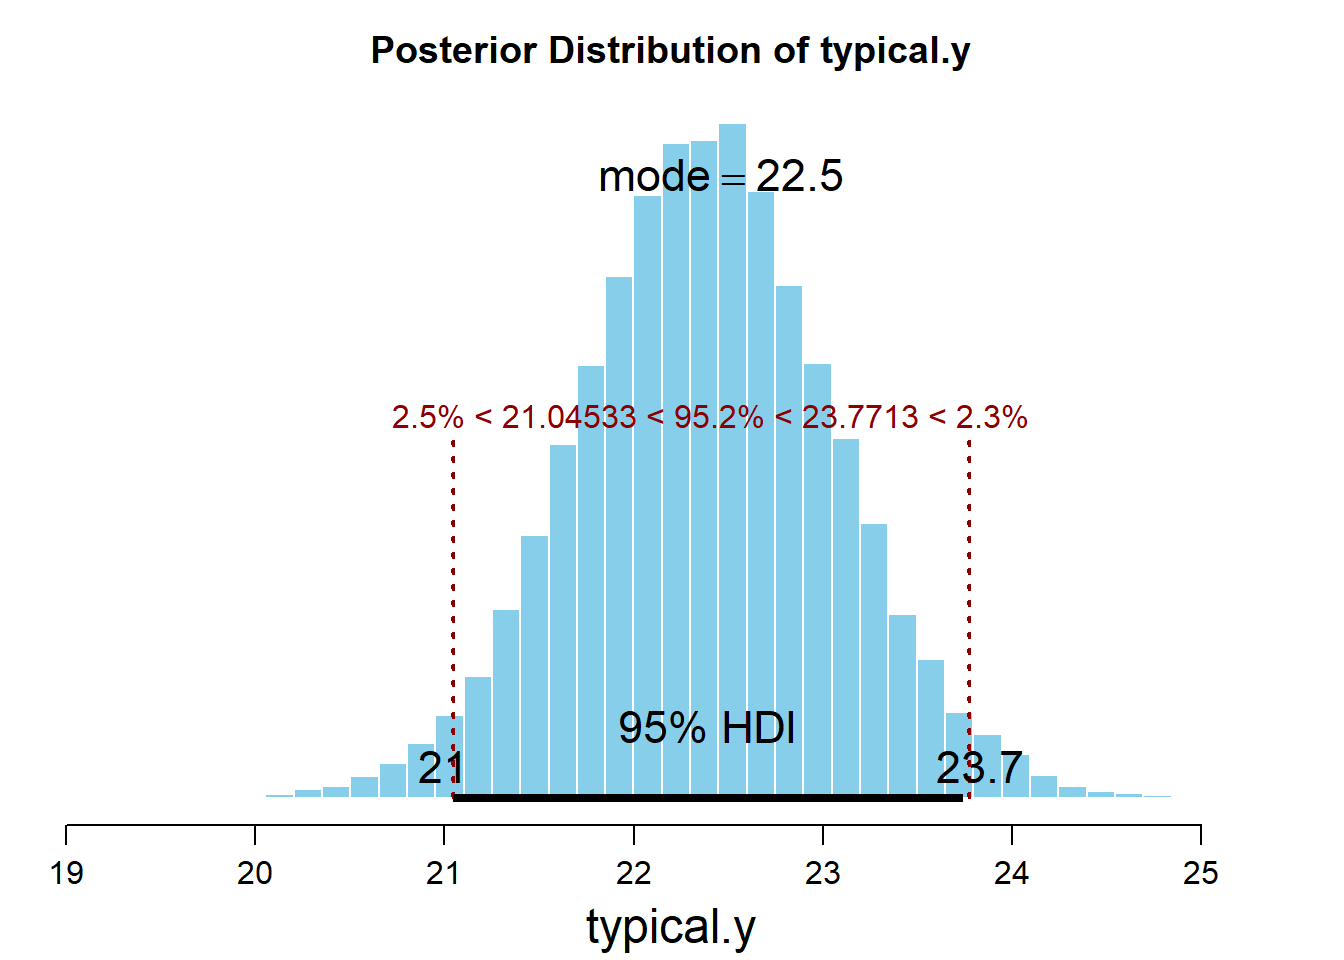 Posterior Distribution of typical.y
mode = 22.5
2.5% < 21.04533 < 95.2% < 23.7713 < 2.3%
95% HDI
21 23.7
19 20 21 22 23 24 25
typical.y